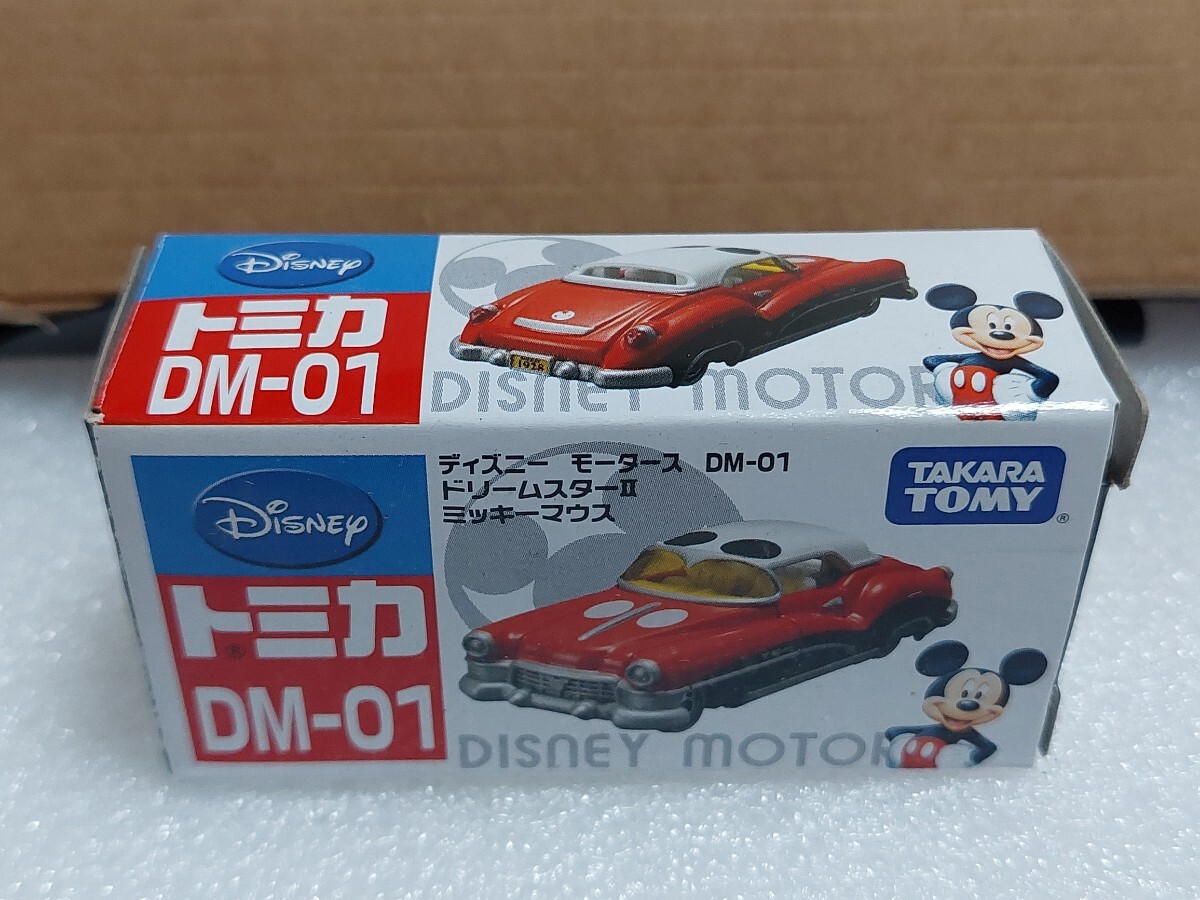 Disney
トミカ
DM-01
1928
DISNEY MOTOR
ディズニー モータース DM-01
ドリームスターII
ミッキーマウス
TAKARA
TOMY®
Disney
トミカ®
DM-01
DISNEY MOTOR